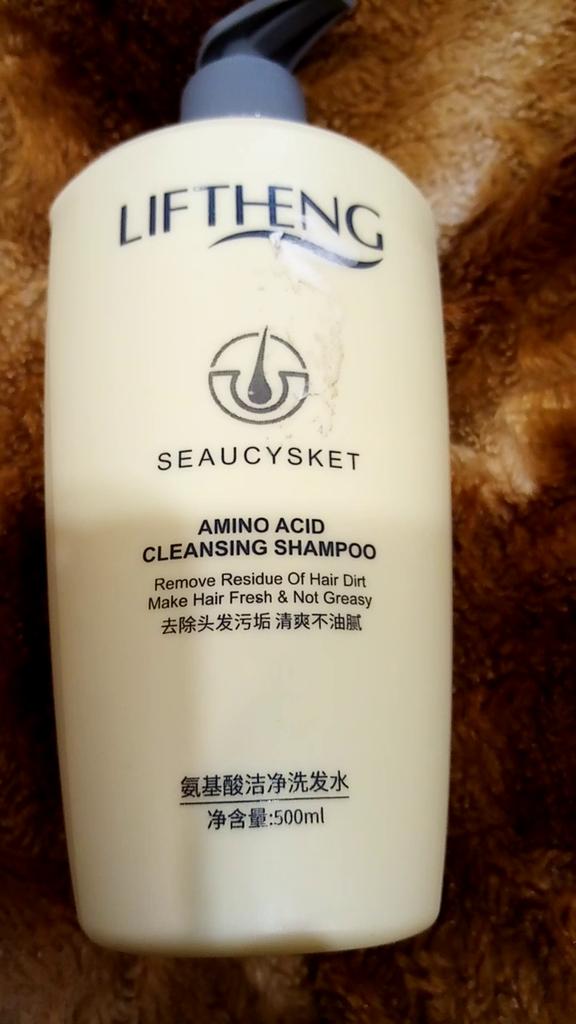 LIFTHENG
SEAUCYSKET
AMINO ACID
CLEANSING SHAMPOO
Remove Residue Of Hair Dirt
Make Hair Fresh & Not Greasy
去除头发污垢 清爽不油腻
氨基酸洁净洗发水
净含量:500ml